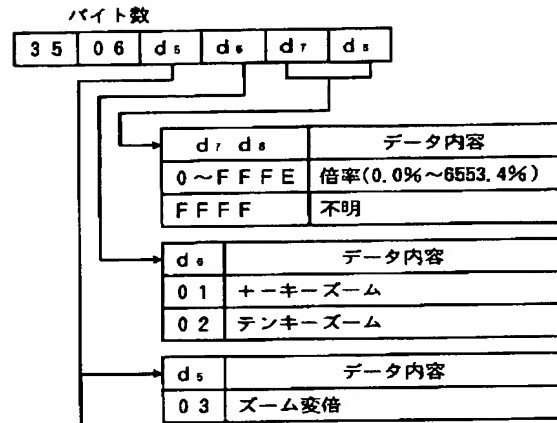 バイト数
35 06 d₅ d₆ d₇ d₈
d₇ d₈ データ内容
0～FFFE 倍率(0.0%～6553.4%)
FFFF 不明
d₆ データ内容
01 +－キーズーム
02 テンキーズーム
d₅ データ内容
03 ズーム変倍